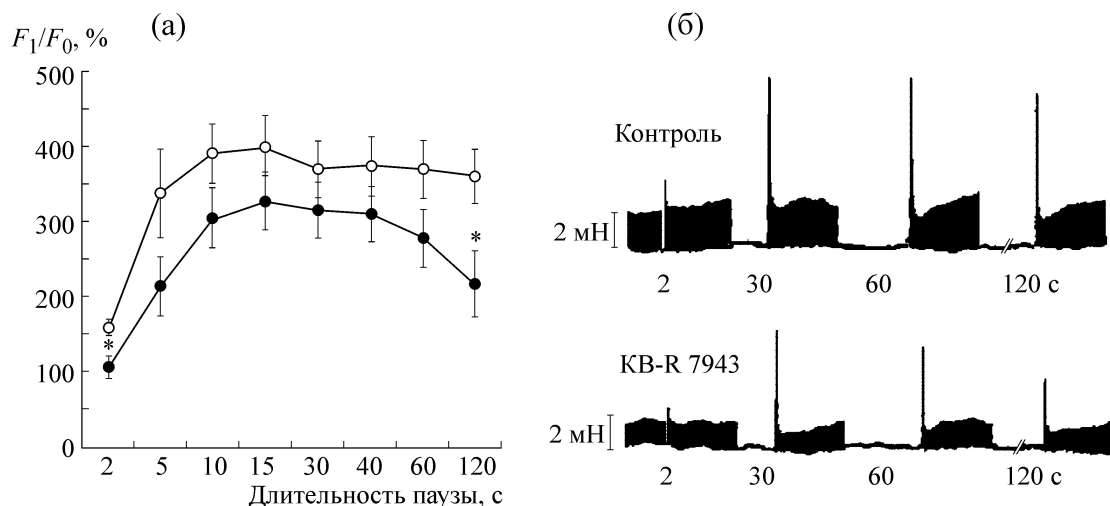 (а)
F₁/F₀, %
500
400
300
200
100
0
*
*
2 5 10 15 30 40 60 120
Длительность паузы, с
(б)
Контроль
2 мН
2 30 60 120 с
КВ-R 7943
2 мН
2 30 60 120 с